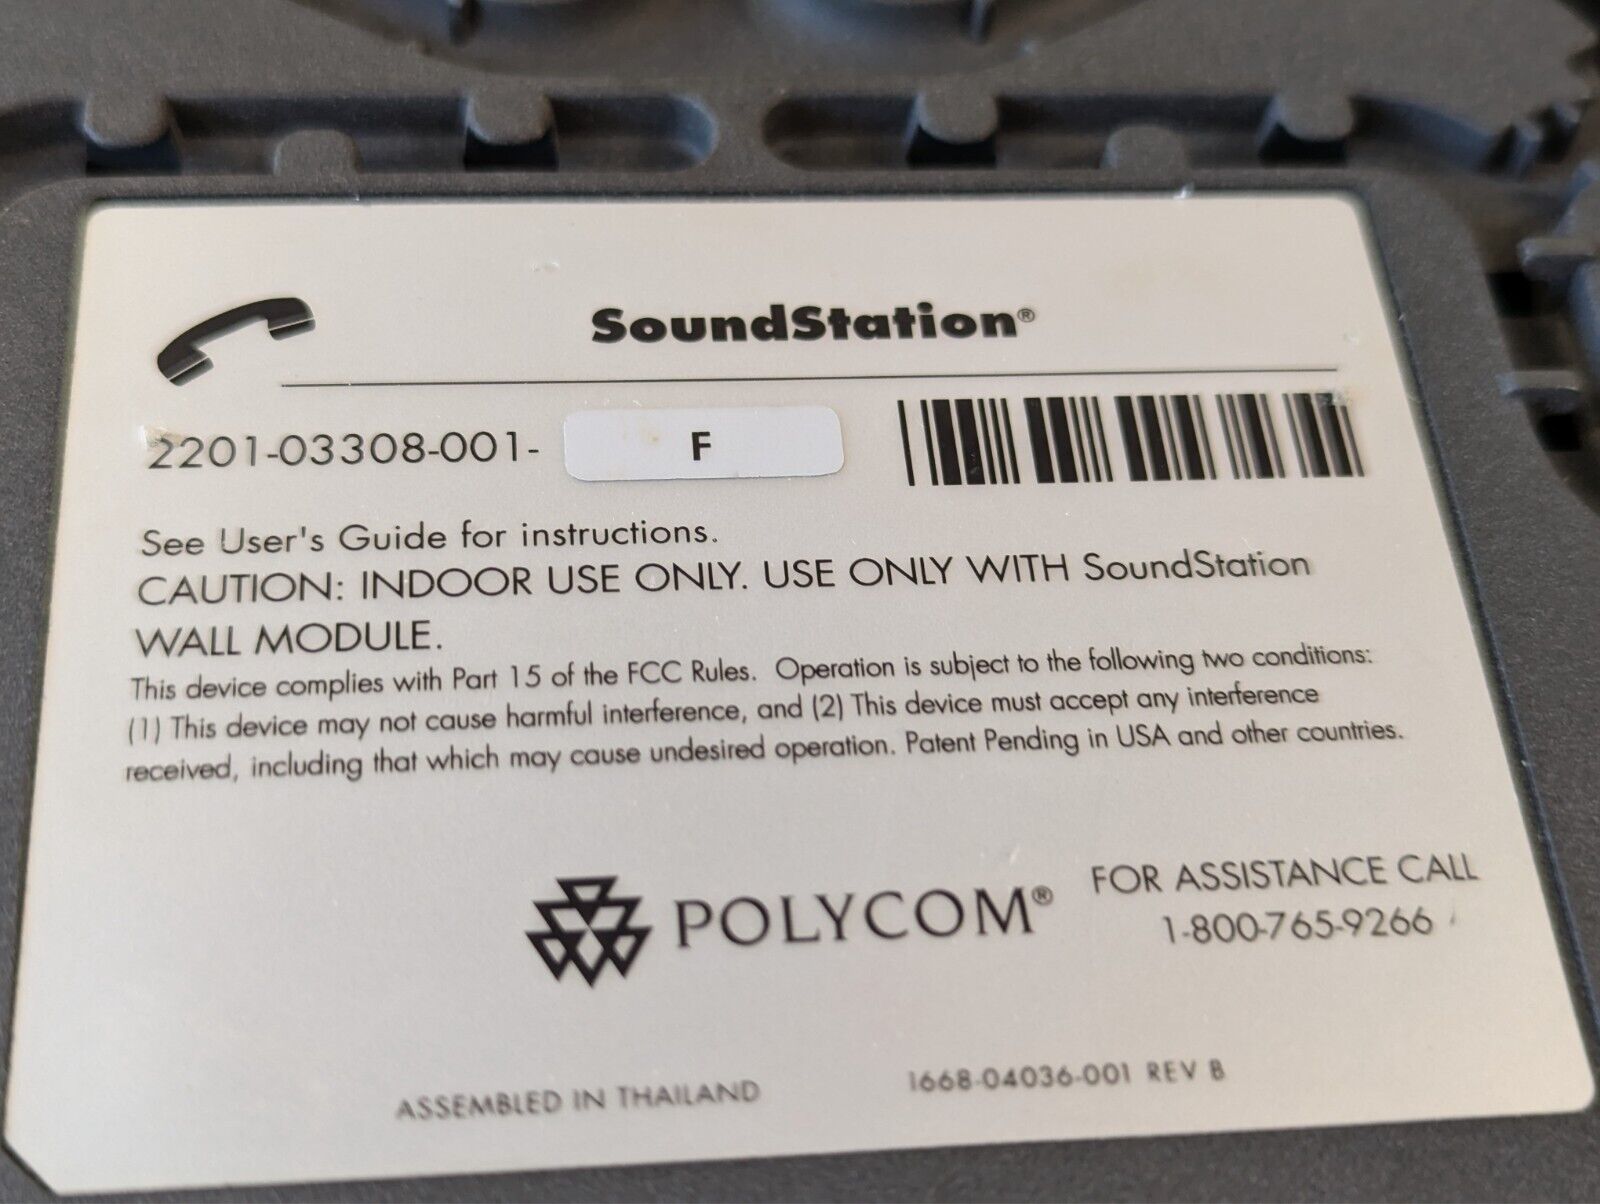 SoundStation®
2201-03308-001- F
See User's Guide for instructions.
CAUTION: INDOOR USE ONLY. USE ONLY WITH SoundStation
WALL MODULE.
This device complies with Part 15 of the FCC Rules. Operation is subject to the following two conditions:
(1) This device may not cause harmful interference, and (2) This device must accept any interference
received, including that which may cause undesired operation. Patent Pending in USA and other countries.
POLYCOM®
FOR ASSISTANCE CALL
1-800-765-9266
ASSEMBLED IN THAILAND
1668-04036-001 REV B